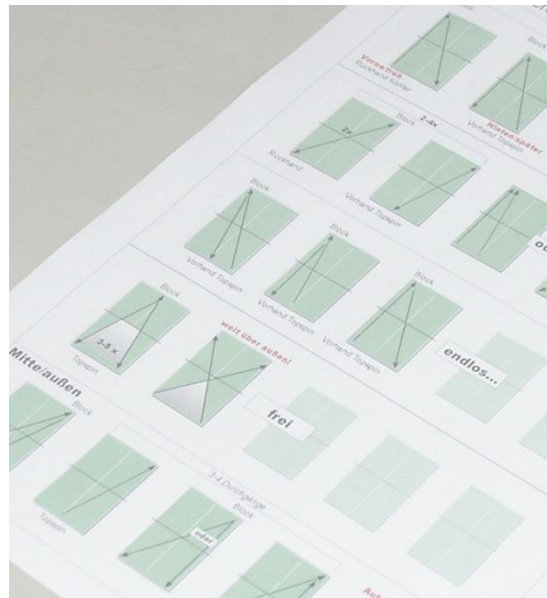 Block
Vorne/früh
Rückhand Konter
Block
Hinten/später
Vorhand Topspin
2x
Rückhand
Block
2-4x
Vorhand Topspin
Block
Vorhand Topspin
Block
Vorhand Topspin
Block
Vorhand Topspin
endlos...
Block
3-5 x
Topspin
weit über außen!
frei
Mitte/außen
Block
Topspin
3-4 Durchgänge
Block
oder